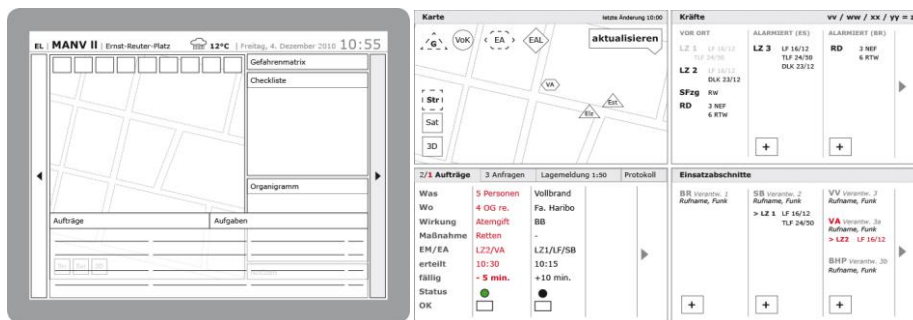 EL | MANV II | Ernst-Reuter-Platz 12°C | Freitag, 4. Dezember 2010 10:55
Gefahrenmatrix
Checkliste
Organigramm
Aufträge Aufgaben
Str Sat 3D
Karte letzte Änderung 10:00
G VoK < EA > EAL aktualisieren
VA
Est
Elz
Str
Sat
3D
Kräfte vv / ww / xx / yy = z
VOR ORT ALARMIERT (ES) ALARMIERT (BR)
LZ 1 LF 16/12 LZ 3 LF 16/12 RD 3 NEF
TLF 24/50 TLF 24/50 6 RTW
LZ 2 LF 16/12 DLK 23/12
DLK 23/12
SFzg RW
RD 3 NEF
6 RTW
+ +
2/1 Aufträge 3 Anfragen Lagemeldung 1:50 Protokoll
Was 5 Personen Vollbrand
Wo 4 OG re. Fa. Haribo
Wirkung Atemgift BB
Maßnahme Retten -
EM/EA LZ2/VA LZ1/LF/SB
erteilt 10:30 10:15
fällig - 5 min. +10 min.
Status
OK
Einsatzabschnitte
BR Verantw. 1 SB Verantw. 2 VV Verantw. 3
Rufname, Funk Rufname, Funk Rufname, Funk
> LZ 1 LF 16/12 VA Verantw. 3a
TLF 24/50 Rufname, Funk
> LZ2 LF 16/12
BHP Verantw. 3b
Rufname, Funk
+ + +